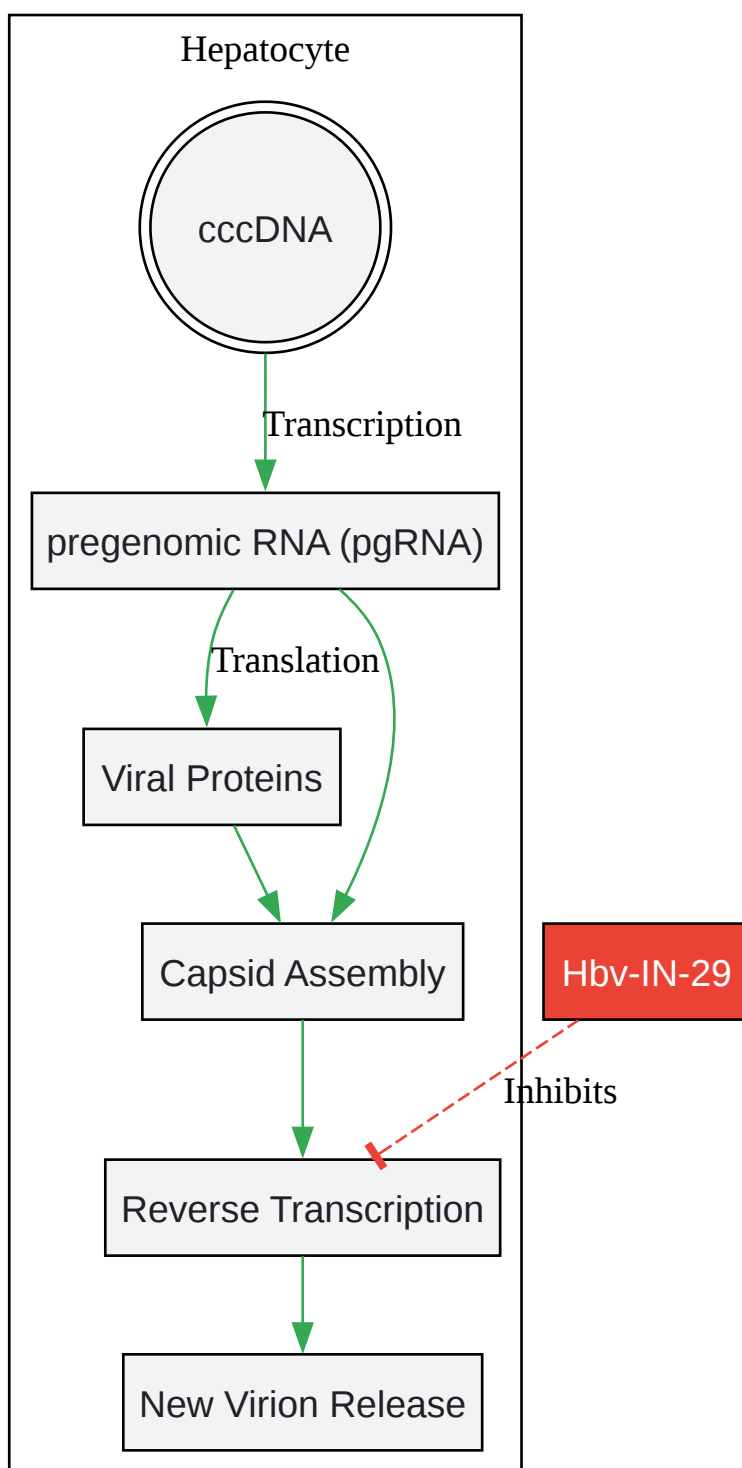 Hepatocyte
cccDNA
Transcription
pregenomic RNA (pgRNA)
Translation
Viral Proteins
Capsid Assembly
Hbv-IN-29
Inhibits
Reverse Transcription
New Virion Release